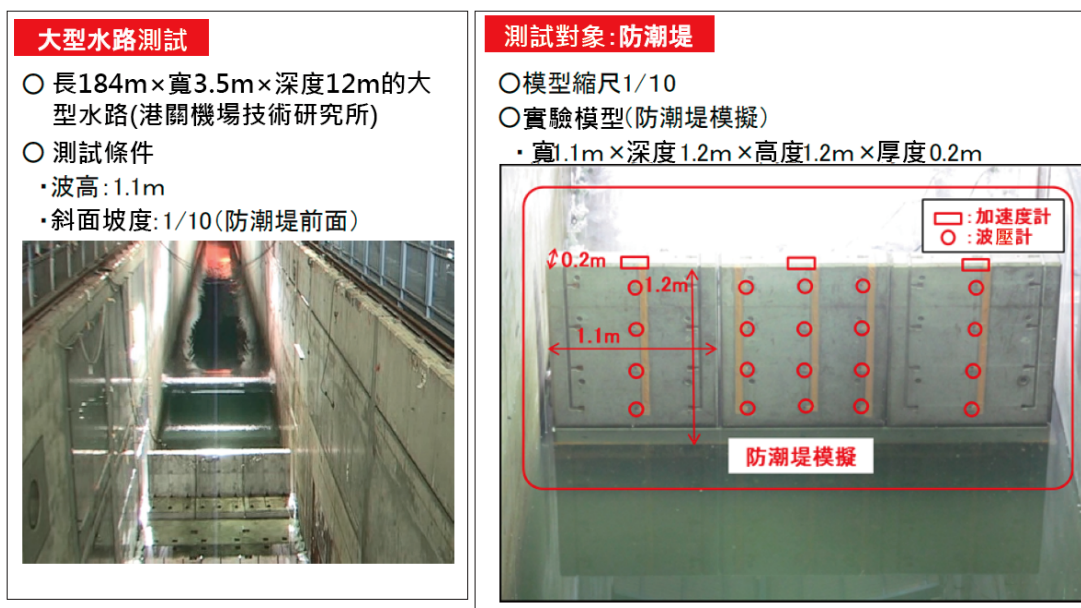 大型水路測試
○ 長184m×寬3.5m×深度12m的大
型水路(港關機場技術研究所)
○ 測試條件
・波高:1.1m
・斜面坡度:1/10(防潮堤前面)
測試對象:防潮堤
○模型縮尺1/10
○實驗模型(防潮堤模擬)
・寬1.1m×深度1.2m×高度1.2m×厚度0.2m
:加速度計
:波壓計
0.2m
1.2m
1.1m
防潮堤模擬